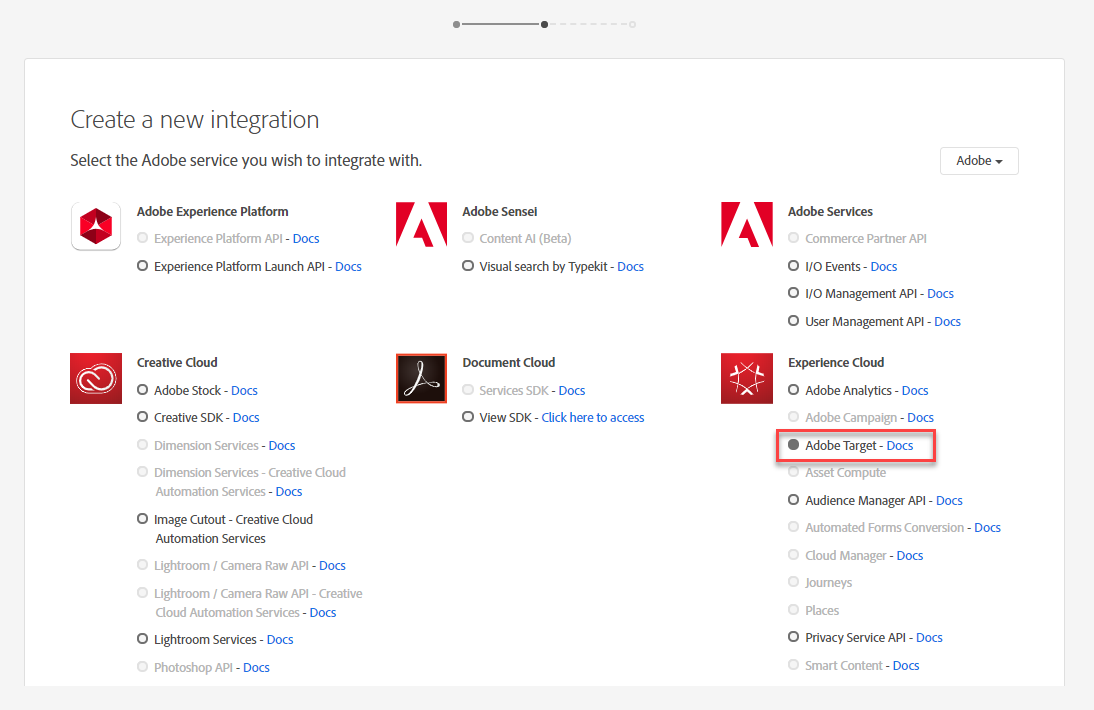 Create a new integration
Select the Adobe service you wish to integrate with.
Adobe
Adobe Experience Platform
Experience Platform API - Docs
Experience Platform Launch API - Docs
Adobe Sensei
Content AI (Beta)
Visual search by Typekit - Docs
Adobe Services
Commerce Partner API
I/O Events - Docs
I/O Management API - Docs
User Management API - Docs
Creative Cloud
Adobe Stock - Docs
Creative SDK - Docs
Dimension Services - Docs
Dimension Services - Creative Cloud
Automation Services - Docs
Image Cutout - Creative Cloud
Automation Services
Lightroom / Camera Raw API - Docs
Lightroom / Camera Raw API - Creative
Cloud Automation Services - Docs
Lightroom Services - Docs
Photoshop API - Docs
Document Cloud
Services SDK - Docs
View SDK - Click here to access
Experience Cloud
Adobe Analytics - Docs
Adobe Campaign - Docs
Adobe Target - Docs
Asset Compute
Audience Manager API - Docs
Automated Forms Conversion - Docs
Cloud Manager - Docs
Journeys
Places
Privacy Service API - Docs
Smart Content - Docs